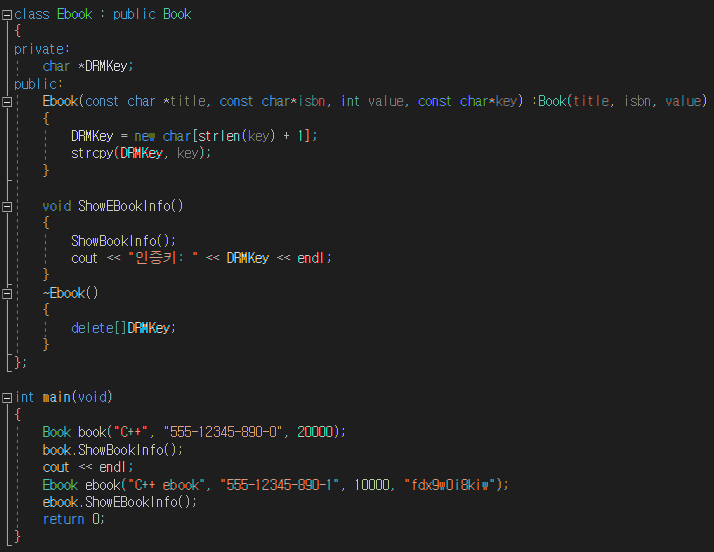 class Ebook : public Book
{
private:
char *DRMKey;
public:
Ebook(const char *title, const char*isbn, int value, const char*key) :Book(title, isbn, value)
{
DRMKey = new char[strlen(key) + 1];
strcpy(DRMKey, key);
}
void ShowEBookInfo()
{
ShowBookInfo();
cout << "인증키: " << DRMKey << endl;
}
~Ebook()
{
delete[]DRMKey;
}
};
int main(void)
{
Book book("C++", "555-12345-890-0", 20000);
book.ShowBookInfo();
cout << endl;
Ebook ebook("C++ ebook", "555-12345-890-1", 10000, "fdx9w0i8kiw");
ebook.ShowEBookInfo();
return 0;
}